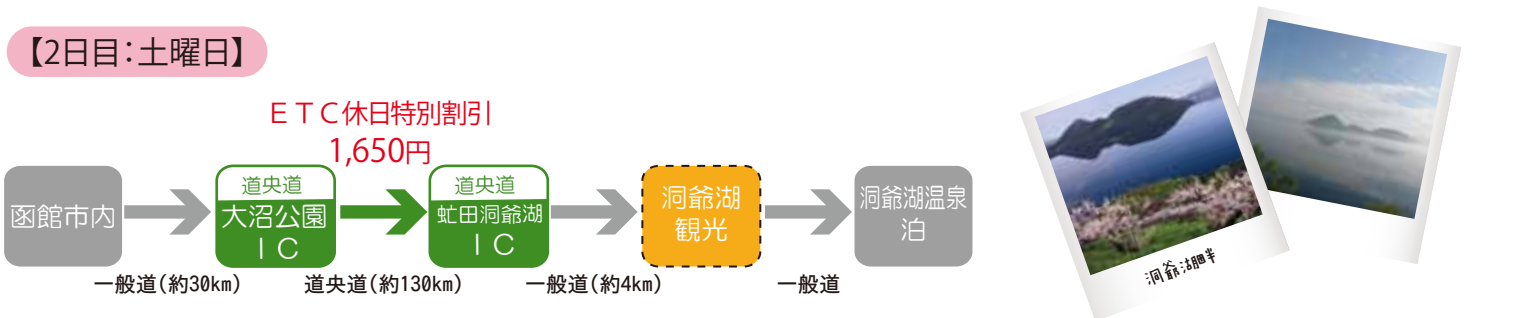 【2日目：土曜日】
ＥＴＣ休日特別割引
1,650円
函館市内
道央道
大沼公園
ＩＣ
道央道
虻田洞爺湖
ＩＣ
洞爺湖
観光
洞爺湖温泉
泊
一般道(約30km)
道央道(約130km)
一般道(約4km)
一般道
洞爺湖畔